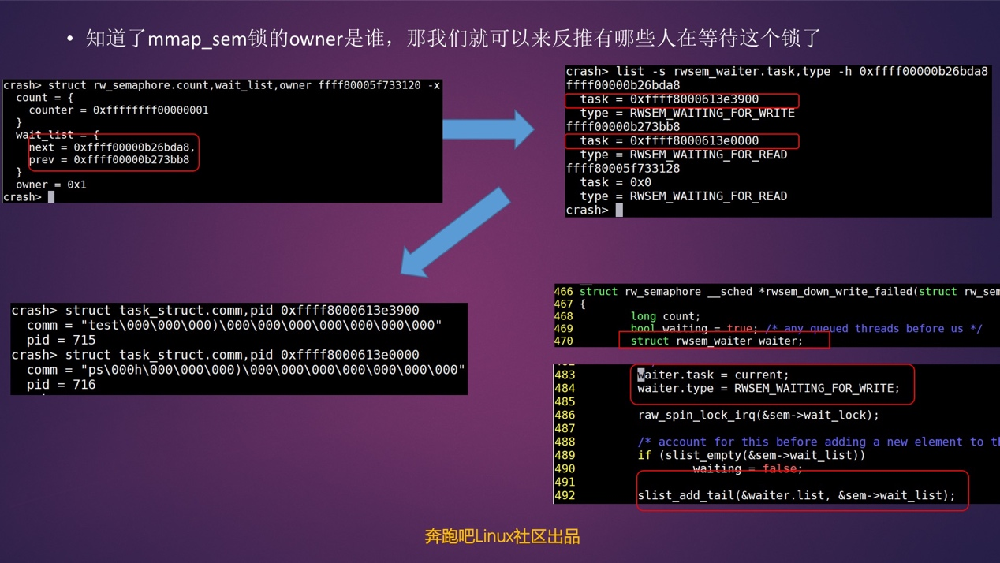 • 知道了mmap_sem锁的owner是谁，那我们就可以来反推有哪些人在等待这个锁了
crash> struct rw_semaphore.count,wait_list,owner ffff80005f733120 -x
count = {
counter = 0xffffffff00000001
}
wait_list = {
next = 0xffff00000b26bda8,
prev = 0xffff00000b273bb8
}
owner = 0x1
crash>
crash> list -s rwsem_waiter.task,type -h 0xffff00000b26bda8
ffff00000b26bda8
task = 0xffff8000613e3900
type = RWSEM_WAITING_FOR_WRITE
ffff00000b273bb8
task = 0xffff8000613e0000
type = RWSEM_WAITING_FOR_READ
ffff80005f733128
task = 0x0
type = RWSEM_WAITING_FOR_READ
crash>
crash> struct task_struct.comm,pid 0xffff8000613e3900
comm = "test\000\000\000)\000\000\000\000\000\000\000"
pid = 715
crash> struct task_struct.comm,pid 0xffff8000613e0000
comm = "ps\000h\000\000\000)\000\000\000\000\000\000\000"
pid = 716
466 struct rw_semaphore __sched *rwsem_down_write_failed(struct rw_sem
467 {
468 long count;
469 bool waiting = true; /* any queued threads before us */
470 struct rwsem_waiter waiter;
483 waiter.task = current;
484 waiter.type = RWSEM_WAITING_FOR_WRITE;
485
486 raw_spin_lock_irq(&sem->wait_lock);
487
488 /* account for this before adding a new element to th
489 if (slist_empty(&sem->wait_list))
490 waiting = false;
491
492 slist_add_tail(&waiter.list, &sem->wait_list);
奔跑吧Linux社区出品